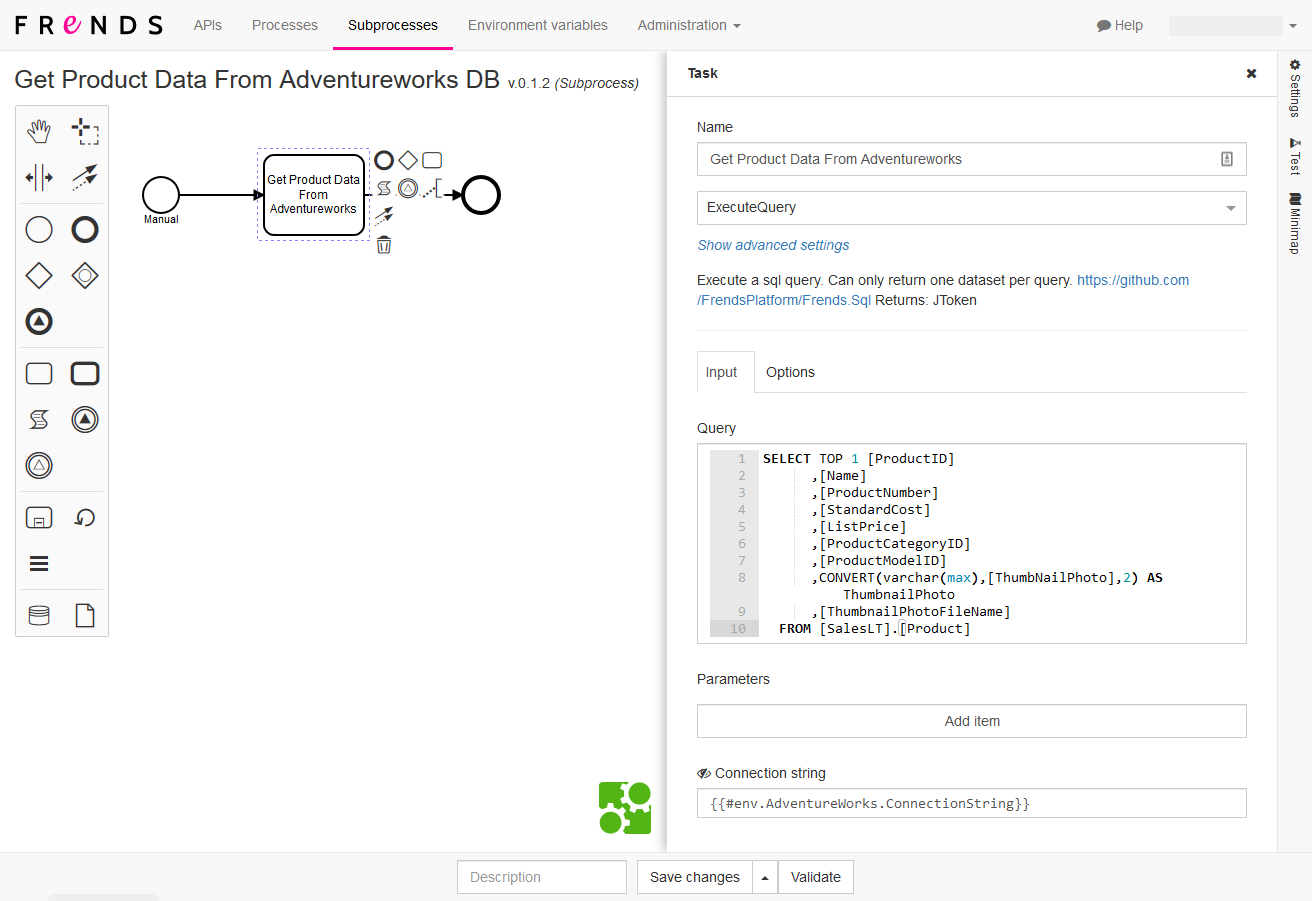 FReNDS
APIs
Processes
Subprocesses
Environment variables
Administration
Help
Get Product Data From Adventureworks DB v.0.1.2 (Subprocess)
Manual
Get Product Data
From
Adventureworks
Task
Name
Get Product Data From Adventureworks
ExecuteQuery
Show advanced settings
Execute a sql query. Can only return one dataset per query. https://github.com
/FrendsPlatform/Frends.Sql Returns: JToken
Input
Options
Query
1 SELECT TOP 1 [ProductID]
2 ,[Name]
3 ,[ProductNumber]
4 ,[StandardCost]
5 ,[ListPrice]
6 ,[ProductCategoryID]
7 ,[ProductModelID]
8 ,CONVERT(varchar(max),[ThumbNailPhoto],2) AS
ThumbnailPhoto
9 ,[ThumbnailPhotoFileName]
10 FROM [SalesLT].[Product]
Parameters
Add item
Connection string
{{#env.AdventureWorks.ConnectionString}}
Settings
Test
Minimap
Description
Save changes
Validate